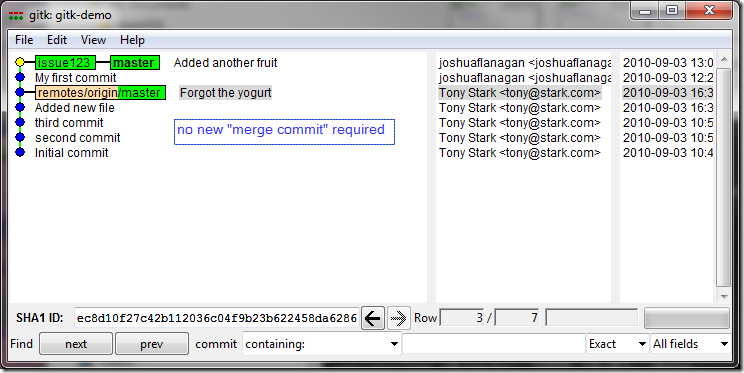 gitk: gitk-demo
File Edit View Help
issue123 master Added another fruit joshuaflanagan <joshuaflanaga 2010-09-03 13:0
My first commit joshuaflanagan <joshuaflanaga 2010-09-03 12:2
remotes/origin/master Forgot the yogurt Tony Stark <tony@stark.com> 2010-09-03 16:3
Added new file Tony Stark <tony@stark.com> 2010-09-03 16:3
third commit Tony Stark <tony@stark.com> 2010-09-03 10:5
no new "merge commit" required
second commit Tony Stark <tony@stark.com> 2010-09-03 10:5
Initial commit Tony Stark <tony@stark.com> 2010-09-03 10:4
SHA1 ID: ec8d10f27c42b112036c04f9b23b622458da6286 Row 3 / 7
Find next prev commit containing: Exact All fields